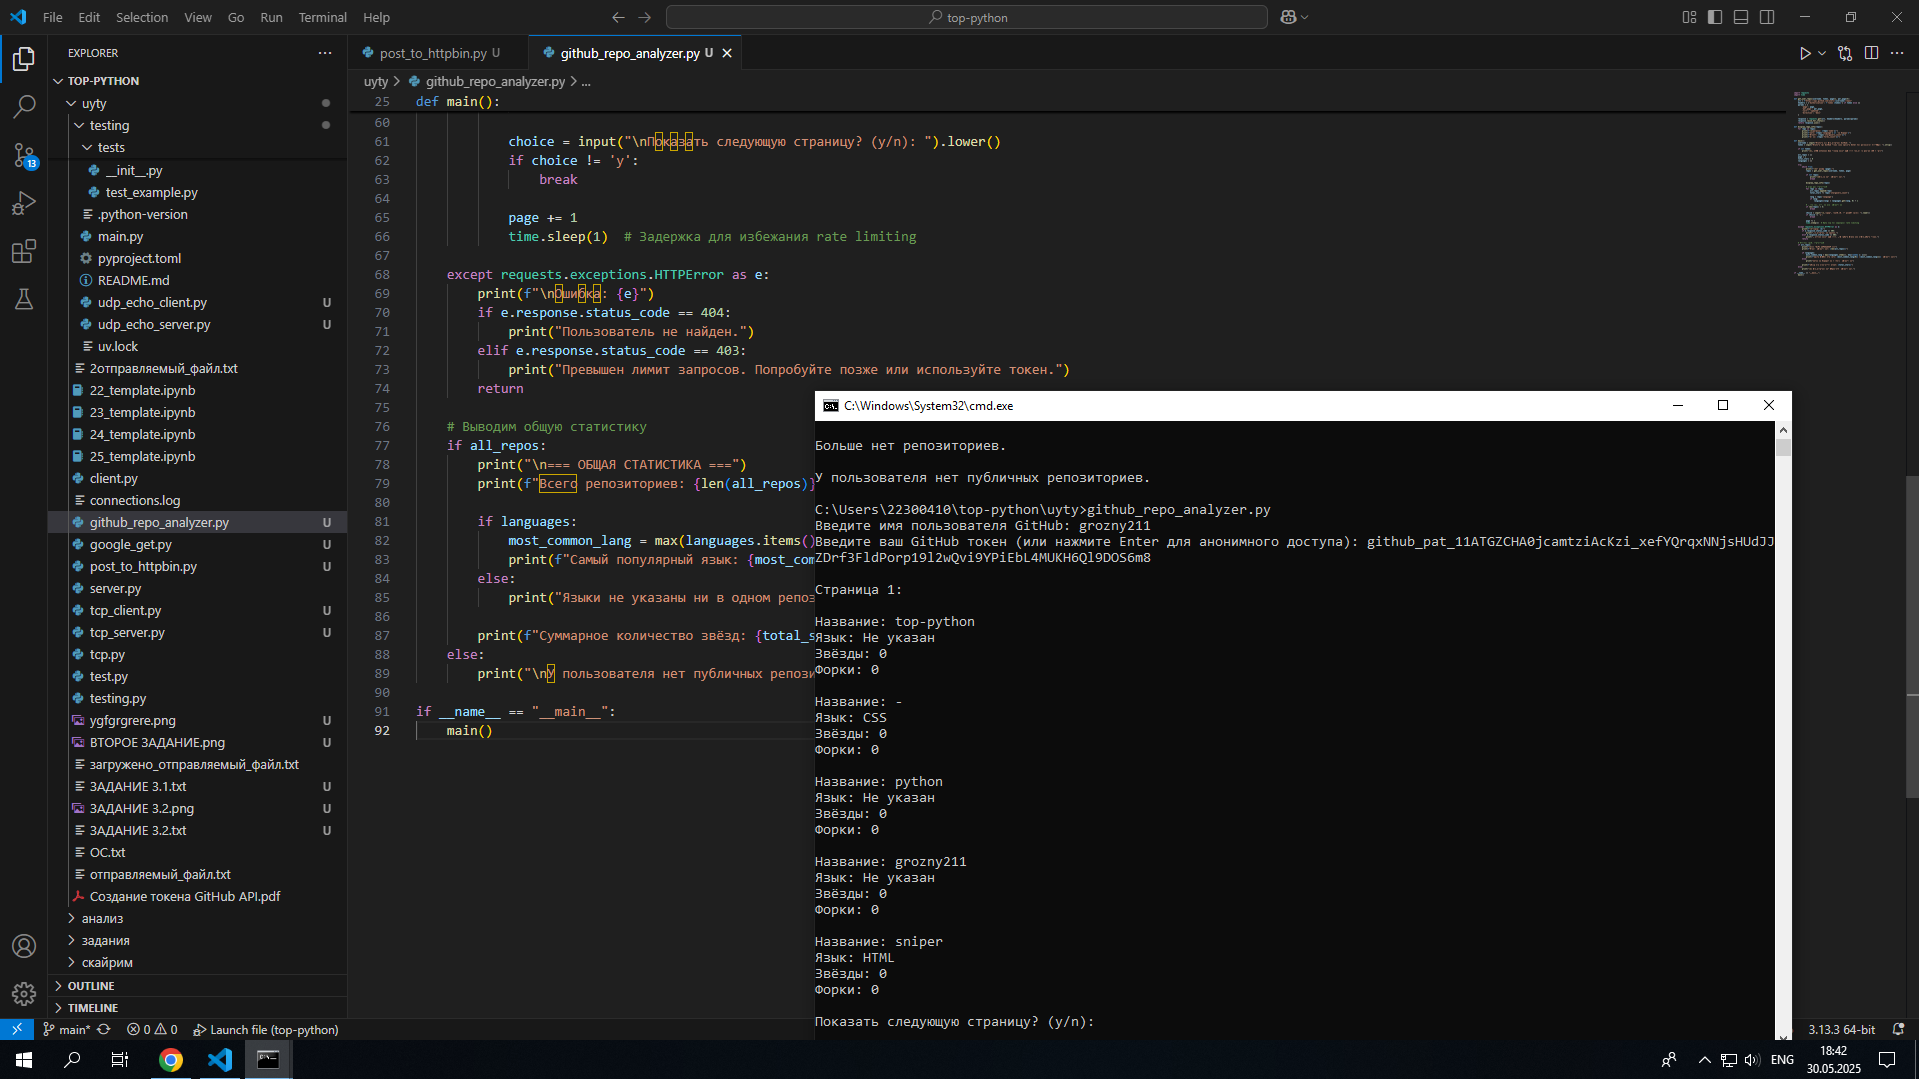 File Edit Selection View Go Run Terminal Help
top-python
EXPLORER
TOP-PYTHON
uyty
testing
tests
__init__.py
test_example.py
.python-version
main.py
pyproject.toml
README.md
udp_echo_client.py U
udp_echo_server.py U
uv.lock
2отправляемый_файл.txt
22_template.ipynb
23_template.ipynb
24_template.ipynb
25_template.ipynb
client.py
connections.log
github_repo_analyzer.py U
google_get.py U
post_to_httpbin.py U
server.py
tcp_client.py U
tcp_server.py U
tcp.py
test.py
testing.py
ygfgrgrere.png U
ВТОРОЕ ЗАДАНИЕ.png U
загружено_отправляемый_файл.txt
ЗАДАНИЕ 3.1.txt U
ЗАДАНИЕ 3.2.png U
ЗАДАНИЕ 3.2.txt U
ОС.txt
отправляемый_файл.txt
Создание токена GitHub API.pdf
анализ
задания
скайрим
OUTLINE
TIMELINE
13
post_to_httpbin.py U
github_repo_analyzer.py U
uyty > github_repo_analyzer.py > ...
25 def main():
60
61 choice = input("\nПоказать следующую страницу? (y/n): ").lower()
62 if choice != 'y':
63 break
64
65 page += 1
66 time.sleep(1) # Задержка для избежания rate limiting
67
68 except requests.exceptions.HTTPError as e:
69 print(f"\nОшибка: {e}")
70 if e.response.status_code == 404:
71 print("Пользователь не найден.")
72 elif e.response.status_code == 403:
73 print("Превышен лимит запросов. Попробуйте позже или используйте токен.")
74 return
75
76 # Выводим общую статистику
77 if all_repos:
78 print("\n=== ОБЩАЯ СТАТИСТИКА ===")
79 print(f"Всего репозиториев: {len(all_repos)}
80
81 if languages:
82 most_common_lang = max(languages.items()
83 print(f"Самый популярный язык: {most_com
84 else:
85 print("Языки не указаны ни в одном репоз
86
87 print(f"Суммарное количество звёзд: {total_s
88 else:
89 print("\nУ пользователя нет публичных репози
90
91 if __name__ == "__main__":
92 main()
C:\Windows\System32\cmd.exe
Больше нет репозиториев.
У пользователя нет публичных репозиториев.
C:\Users\22300410\top-python\uyty>github_repo_analyzer.py
Введите имя пользователя GitHub: grozny211
Введите ваш GitHub токен (или нажмите Enter для анонимного доступа): github_pat_11ATGZCHA0jcamtziAcKzi_xefYQrqxNNjsHUdJJ
ZDrf3FldPorp19l2wQvi9YPiEbL4MUKH6Ql9DOS6m8
Страница 1:
Название: top-python
Язык: Не указан
Звёзды: 0
Форки: 0
Название: -
Язык: CSS
Звёзды: 0
Форки: 0
Название: python
Язык: Не указан
Звёзды: 0
Форки: 0
Название: grozny211
Язык: Не указан
Звёзды: 0
Форки: 0
Название: sniper
Язык: HTML
Звёзды: 0
Форки: 0
Показать следующую страницу? (y/n):
main* 0 0 Launch file (top-python)
3.13.3 64-bit
ENG
18:42
30.05.2025